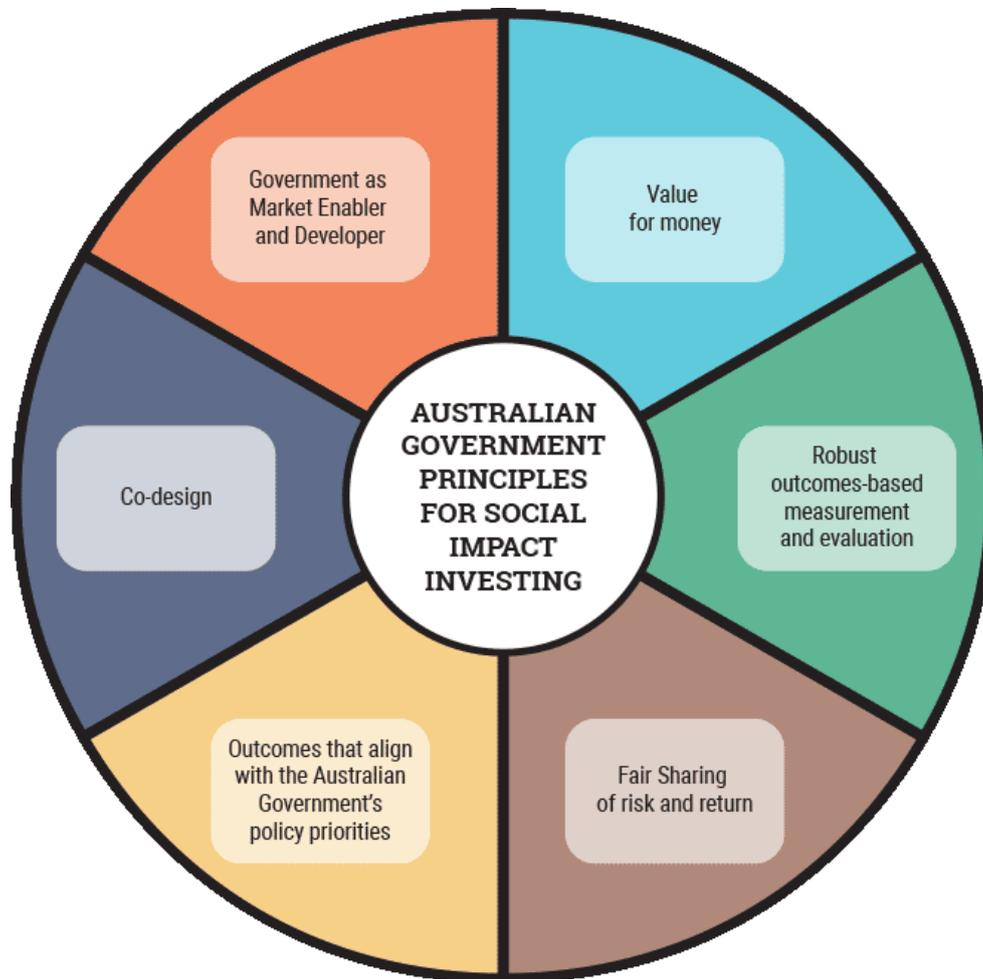 Government as
Market Enabler
and Developer
Value
for money
Co-design
AUSTRALIAN
GOVERNMENT
PRINCIPLES
FOR SOCIAL
IMPACT
INVESTING
Robust
outcomes-based
measurement
and evaluation
Outcomes that align
with the Australian
Government’s
policy priorities
Fair Sharing
of risk and return